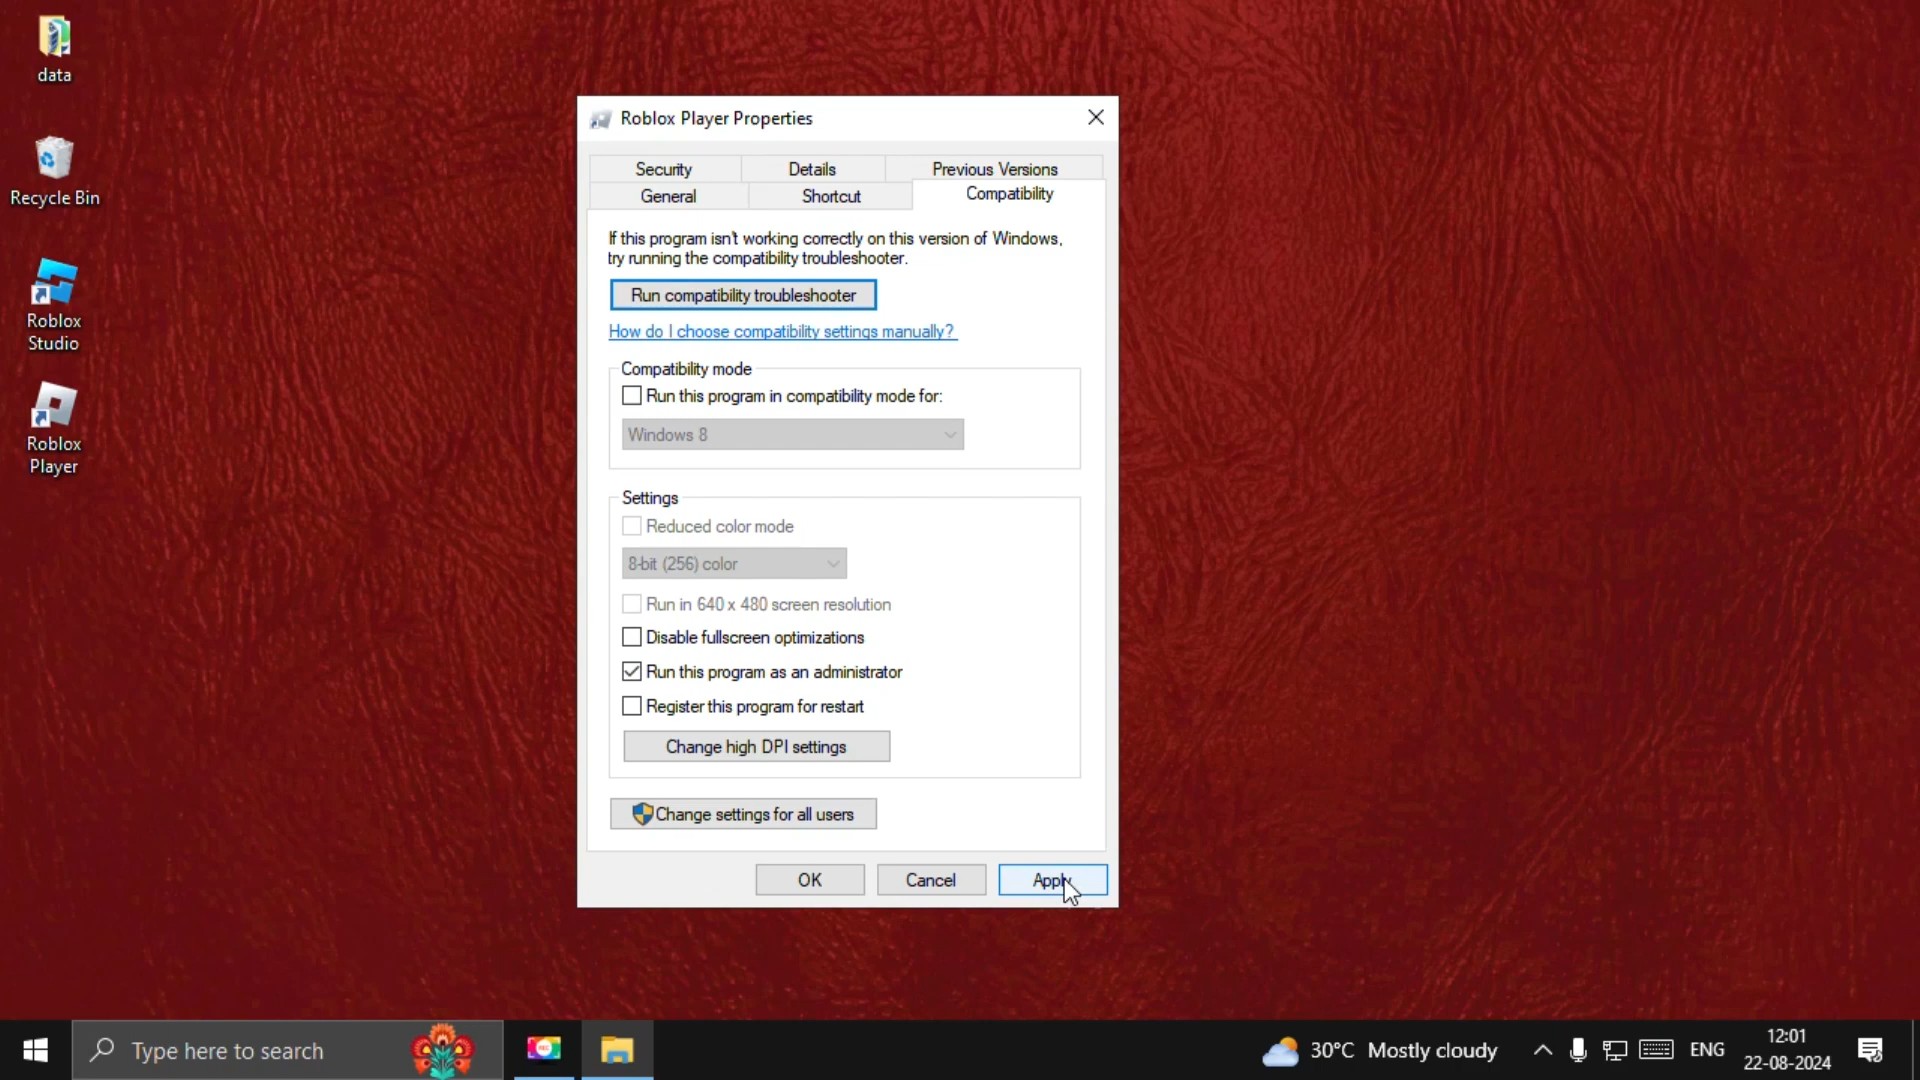 data
Recycle Bin
Roblox
Studio
Roblox
Player
Roblox Player Properties
Security
Details
Previous Versions
General
Shortcut
Compatibility
If this program isn't working correctly on this version of Windows,
try running the compatibility troubleshooter.
Run compatibility troubleshooter
How do I choose compatibility settings manually?
Compatibility mode
Run this program in compatibility mode for:
Windows 8
Settings
Reduced color mode
8-bit (256) color
Run in 640 x 480 screen resolution
Disable fullscreen optimizations
Run this program as an administrator
Register this program for restart
Change high DPI settings
Change settings for all users
OK
Cancel
Apply
Type here to search
30°C Mostly cloudy
ENG
12:01
22-08-2024